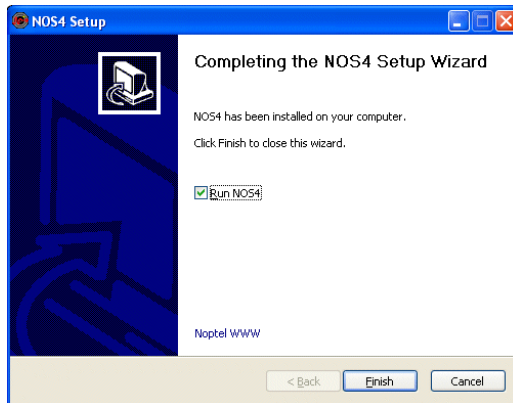 NOS4 Setup
Completing the NOS4 Setup Wizard
NOS4 has been installed on your computer.
Click Finish to close this wizard.
Run NOS4
Noptel WWW
< Back
Finish
Cancel